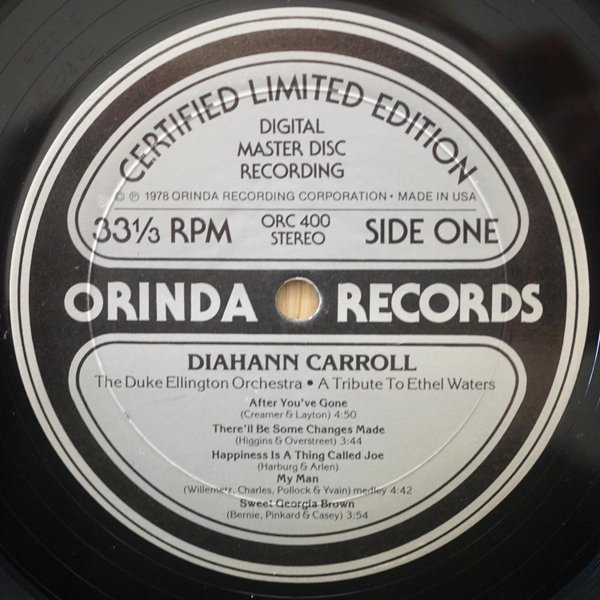 CERTIFIED LIMITED EDITION
DIGITAL
MASTER DISC
RECORDING
© ℗ 1978 ORINDA RECORDING CORPORATION • MADE IN USA
33⅓ RPM ORC 400 SIDE ONE
STEREO
ORINDA RECORDS
DIAHANN CARROLL
The Duke Ellington Orchestra • A Tribute To Ethel Waters
After You've Gone
(Creamer & Layton) 4:50
There'll Be Some Changes Made
(Higgins & Overstreet) 3:44
Happiness Is A Thing Called Joe
(Harburg & Arlen)
My Man
(Willemetz, Charles, Pollock & Yvain) medley 4:42
Sweet Georgia Brown
(Bernie, Pinkard & Casey) 3:54